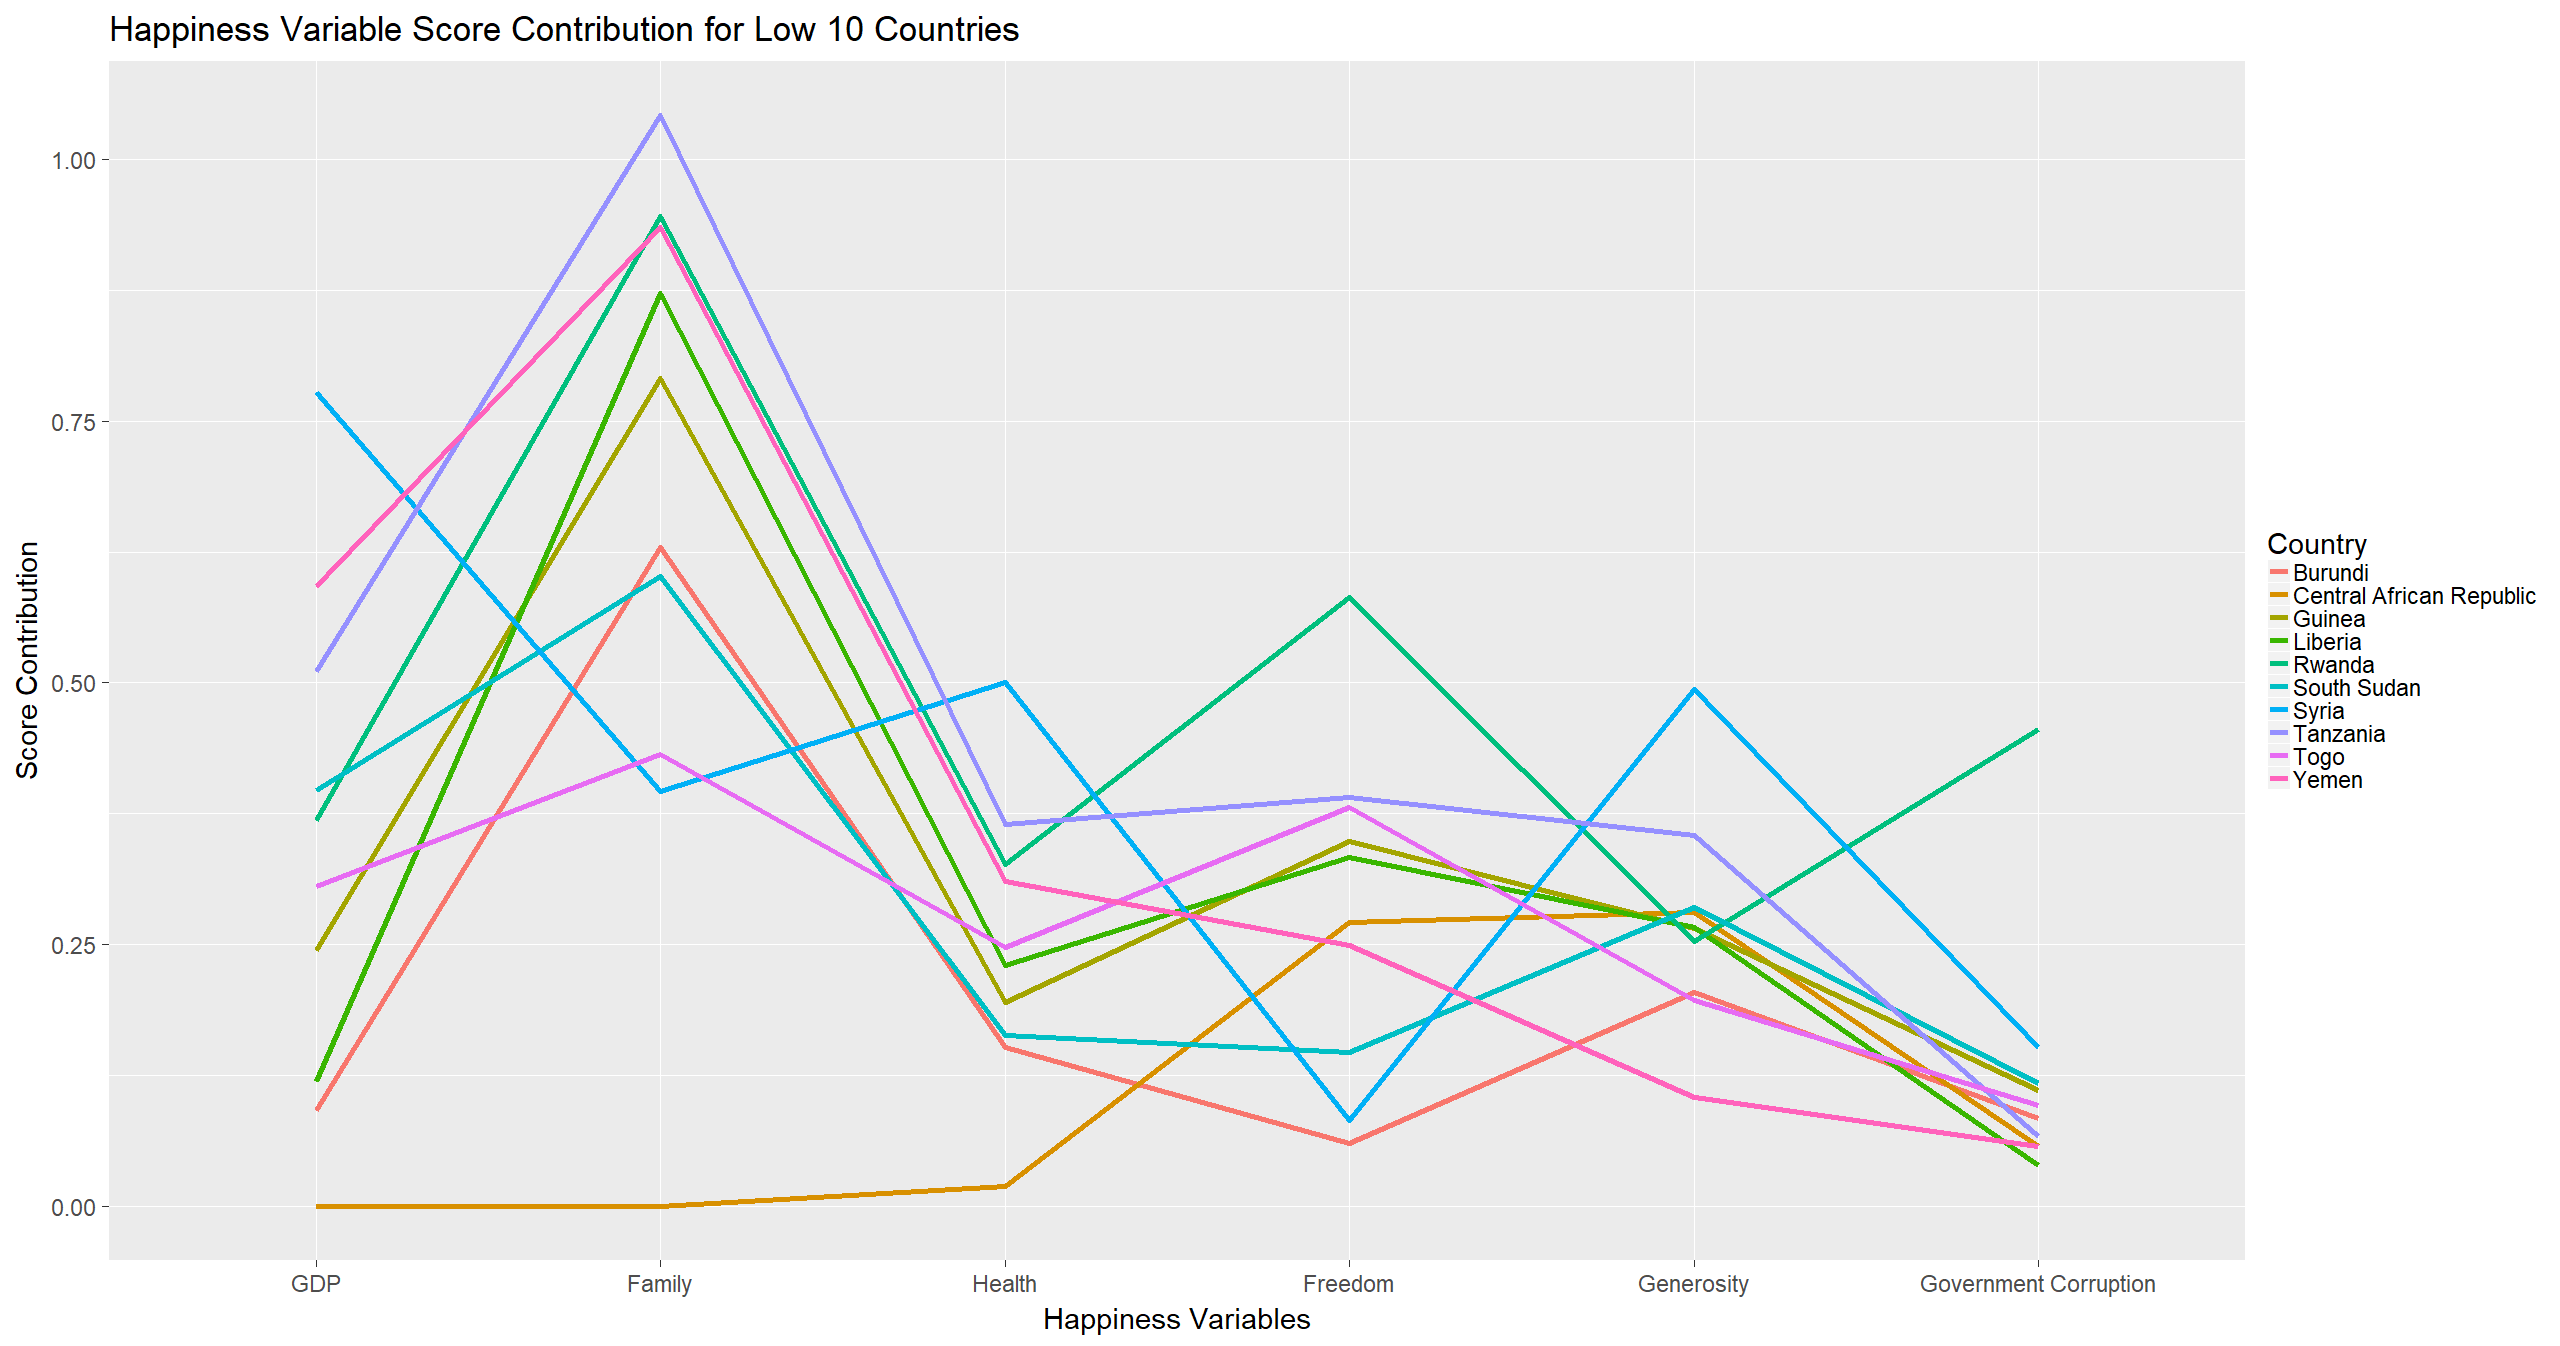 Happiness Variable Score Contribution for Low 10 Countries
Score Contribution
1.00
0.75
0.50
0.25
0.00
GDP
Family
Health
Freedom
Generosity
Government Corruption
Happiness Variables
Country
Burundi
Central African Republic
Guinea
Liberia
Rwanda
South Sudan
Syria
Tanzania
Togo
Yemen